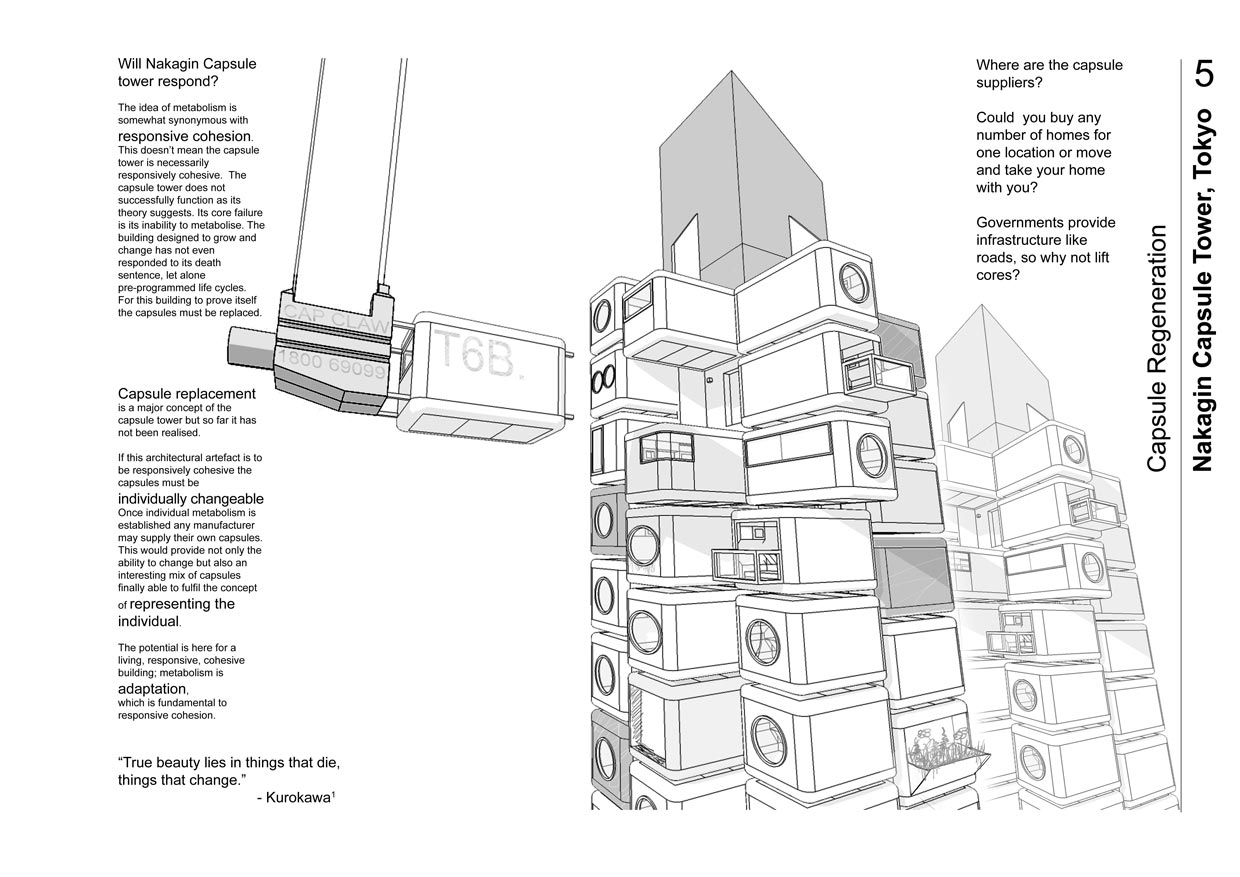 Will Nakagin Capsule
tower respond?
The idea of metabolism is
somewhat synonymous with
responsive cohesion.
This doesn't mean the capsule
tower is necessarily
responsively cohesive.  The
capsule tower does not
successfully function as its
theory suggests. Its core failure
is its inability to metabolise. The
building designed to grow and
change has not even
responded to its death
sentence, let alone
pre-programmed life cycles.
For this building to prove itself
the capsules must be replaced.
Capsule replacement
is a major concept of the
capsule tower but so far it has
not been realised.
If this architectural artefact is to
be responsively cohesive the
capsules must be
individually changeable
Once individual metabolism is
established any manufacturer
may supply their own capsules.
This would provide not only the
ability to change but also an
interesting mix of capsules
finally able to fulfil the concept
of representing the
individual.
The potential is here for a
living, responsive, cohesive
building; metabolism is
adaptation,
which is fundamental to
responsive cohesion.
“True beauty lies in things that die,
things that change.”
- Kurokawa¹
CAP CLAW
1800 69099
T6B.
Where are the capsule
suppliers?
Could  you buy any
number of homes for
one location or move
and take your home
with you?
Governments provide
infrastructure like
roads, so why not lift
cores?
Capsule Regeneration
Nakagin Capsule Tower, Tokyo
5